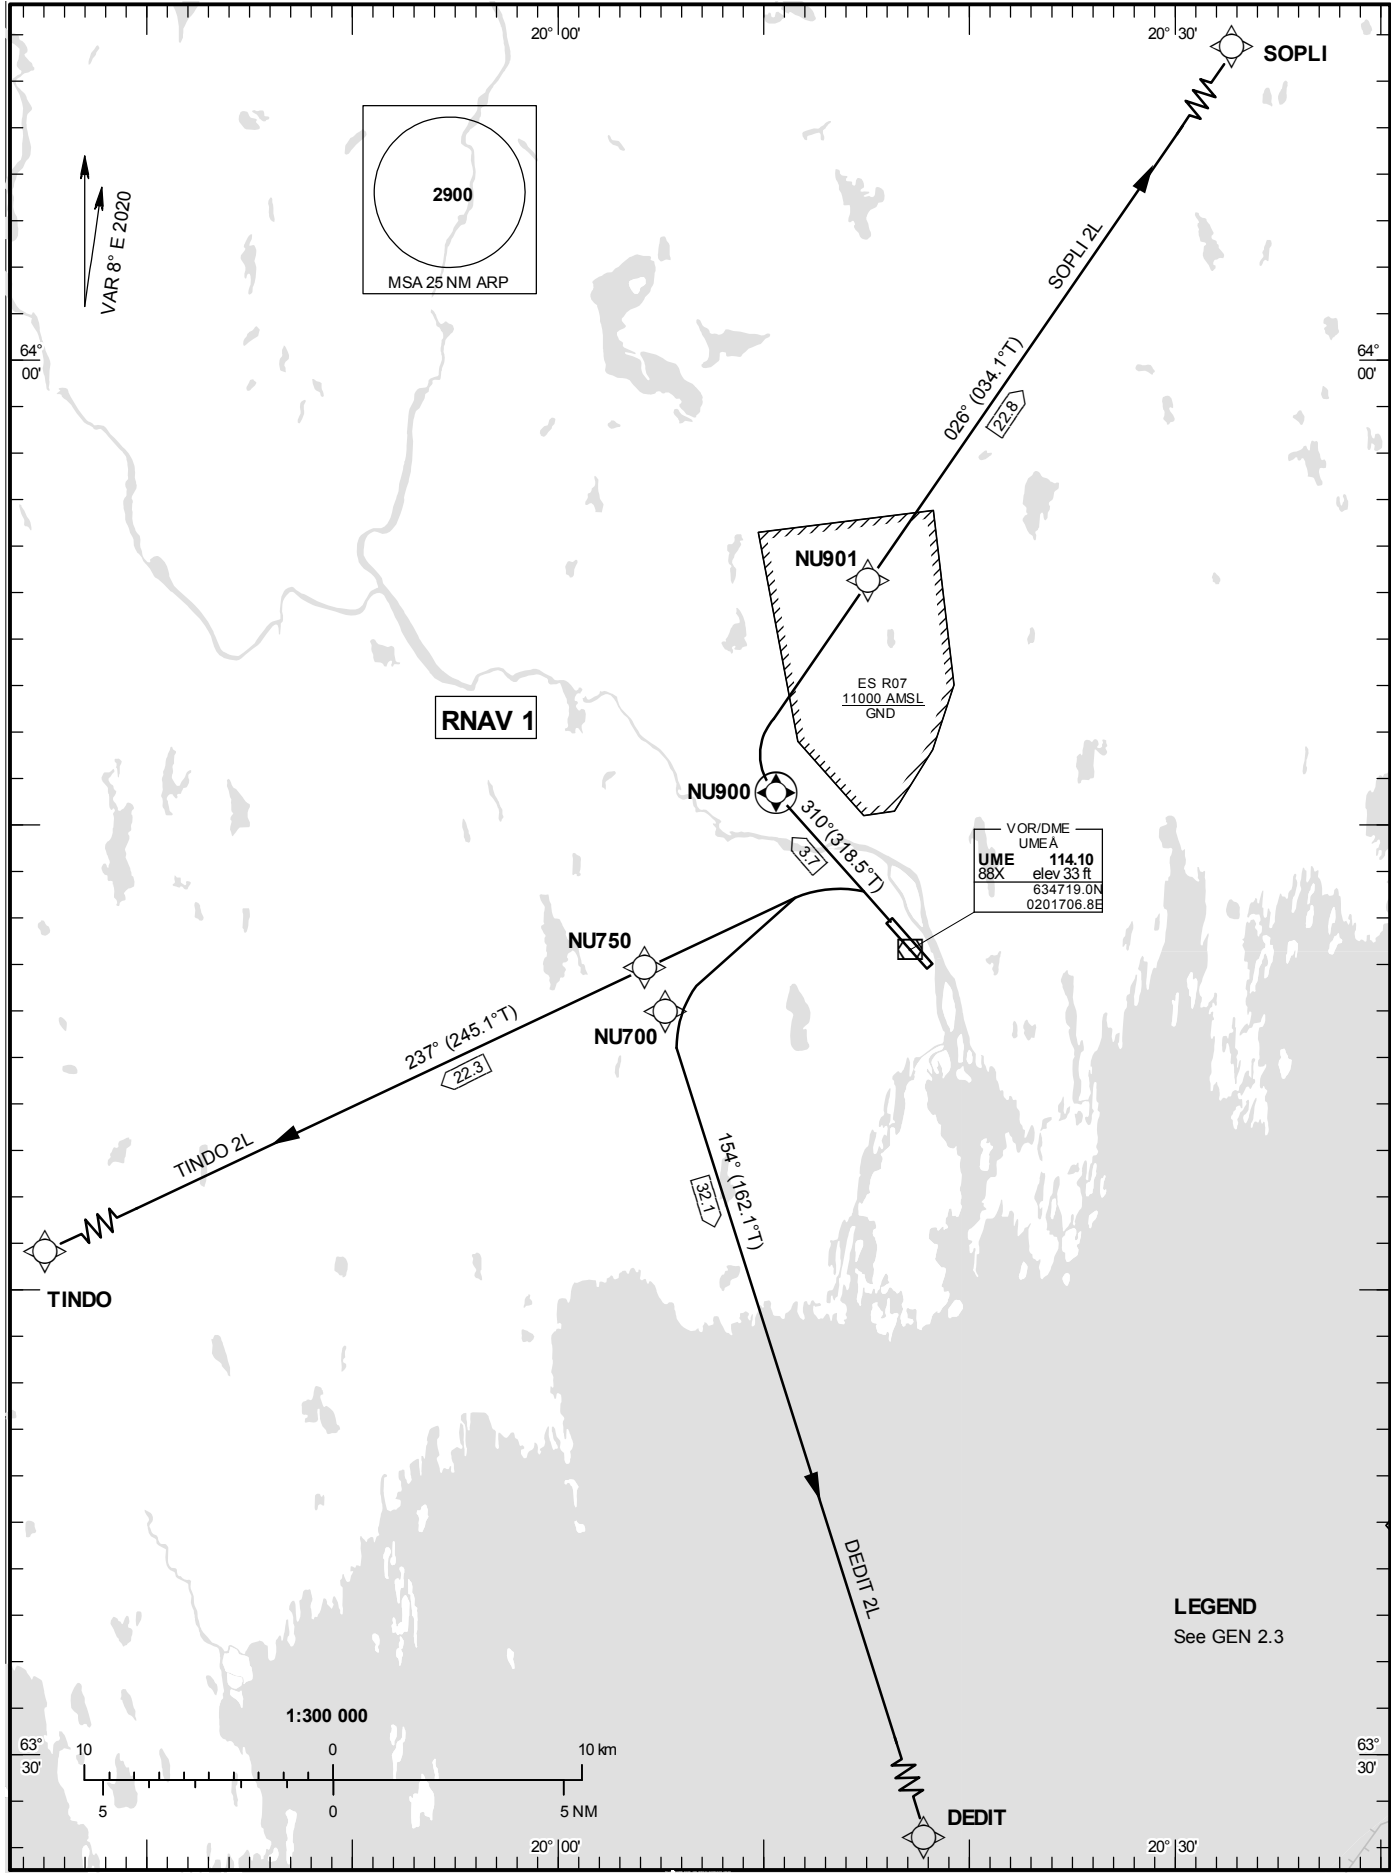 20° 00'
20° 30'
SOPLI
2900
MSA 25 NM ARP
VAR 8° E 2020
SOPLI 2L
64°
00'
64°
00'
026° (034.1°T)
22.8
NU901
ES R07
11000 AMSL
GND
RNAV 1
NU900
310°(318.5°T)
3.7
VOR/DME
UMEÅ
UME 114.10
88X elev 33 ft
634719.0N
0201706.8E
NU750
NU700
237° (245.1°T)
22.3
TINDO 2L
154° (162.1°T)
32.1
TINDO
DEDIT 2L
LEGEND
See GEN 2.3
1:300 000
10 0 10 km
5 0 5 NM
63°
30'
63°
30'
DEDIT
20° 00'
20° 30'